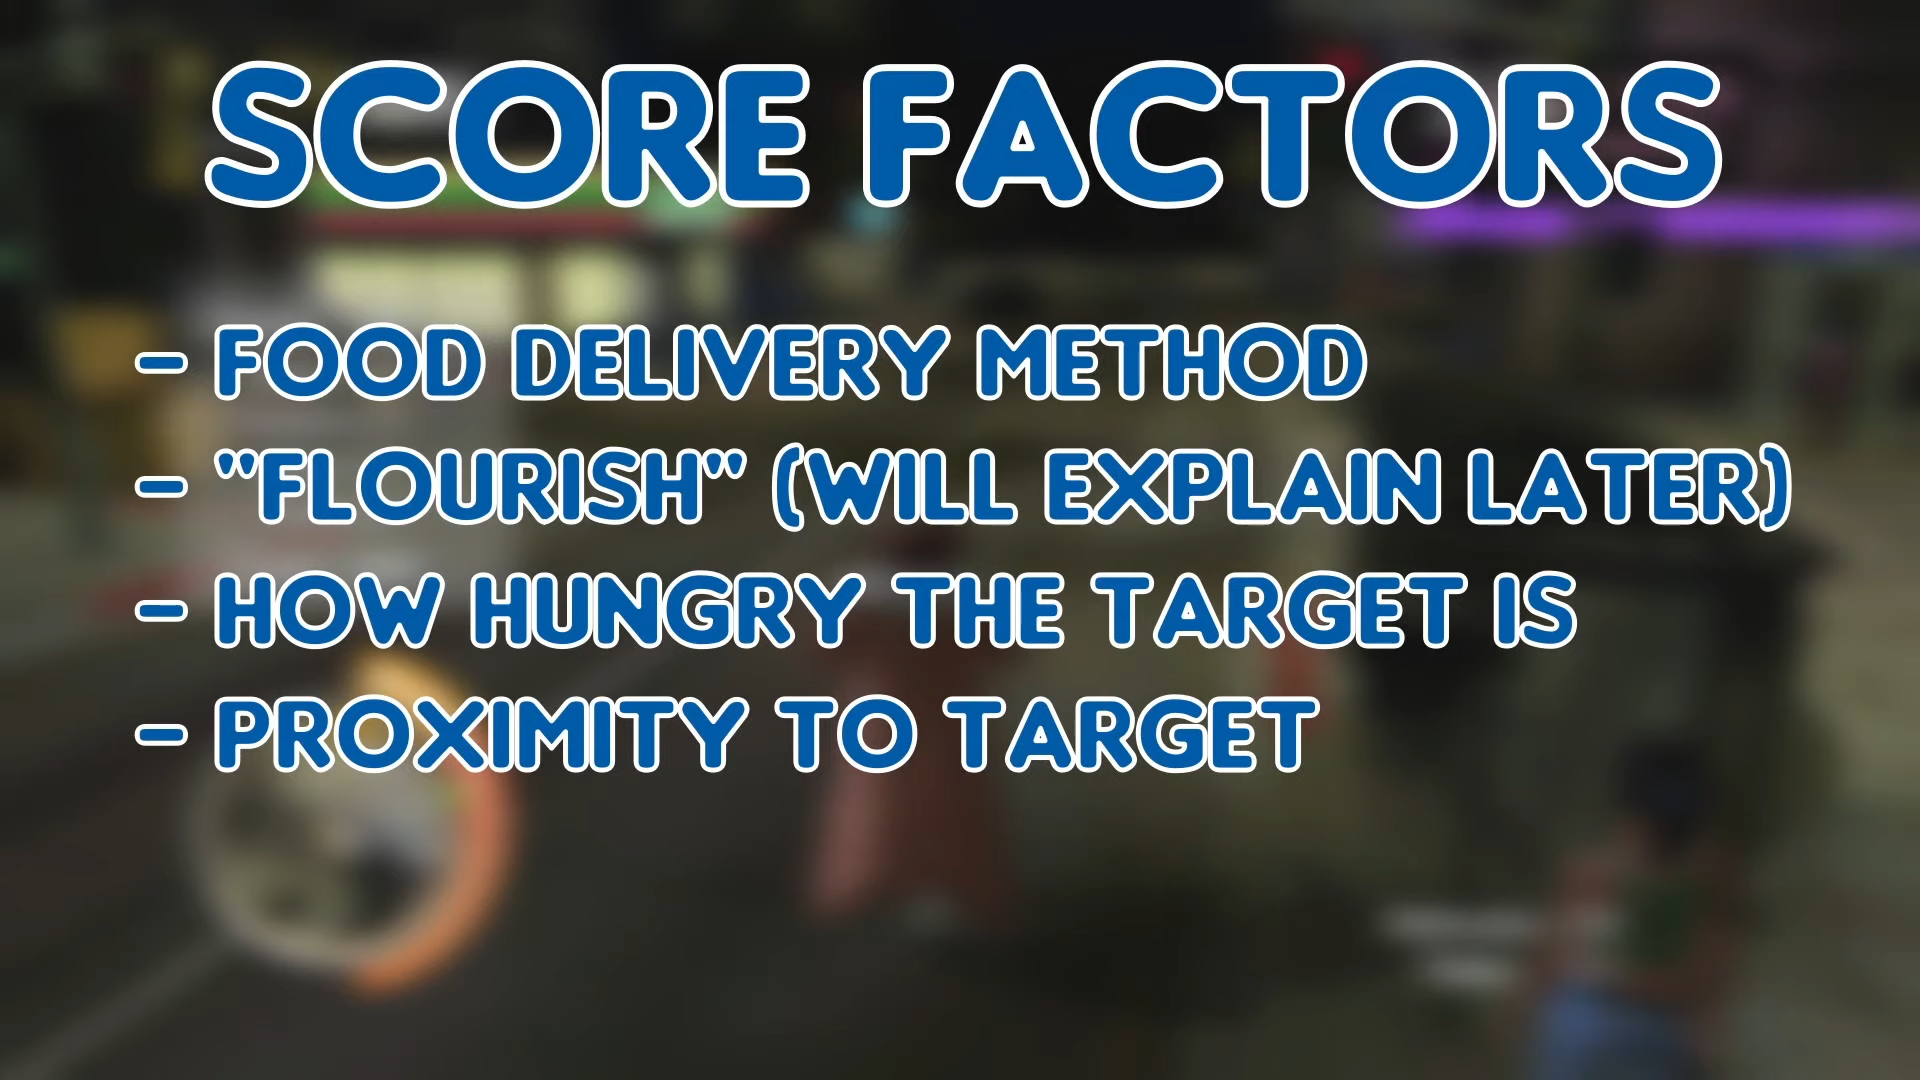 SCORE FACTORS
- FOOD DELIVERY METHOD
- "FLOURISH" (WILL EXPLAIN LATER)
- HOW HUNGRY THE TARGET IS
- PROXIMITY TO TARGET